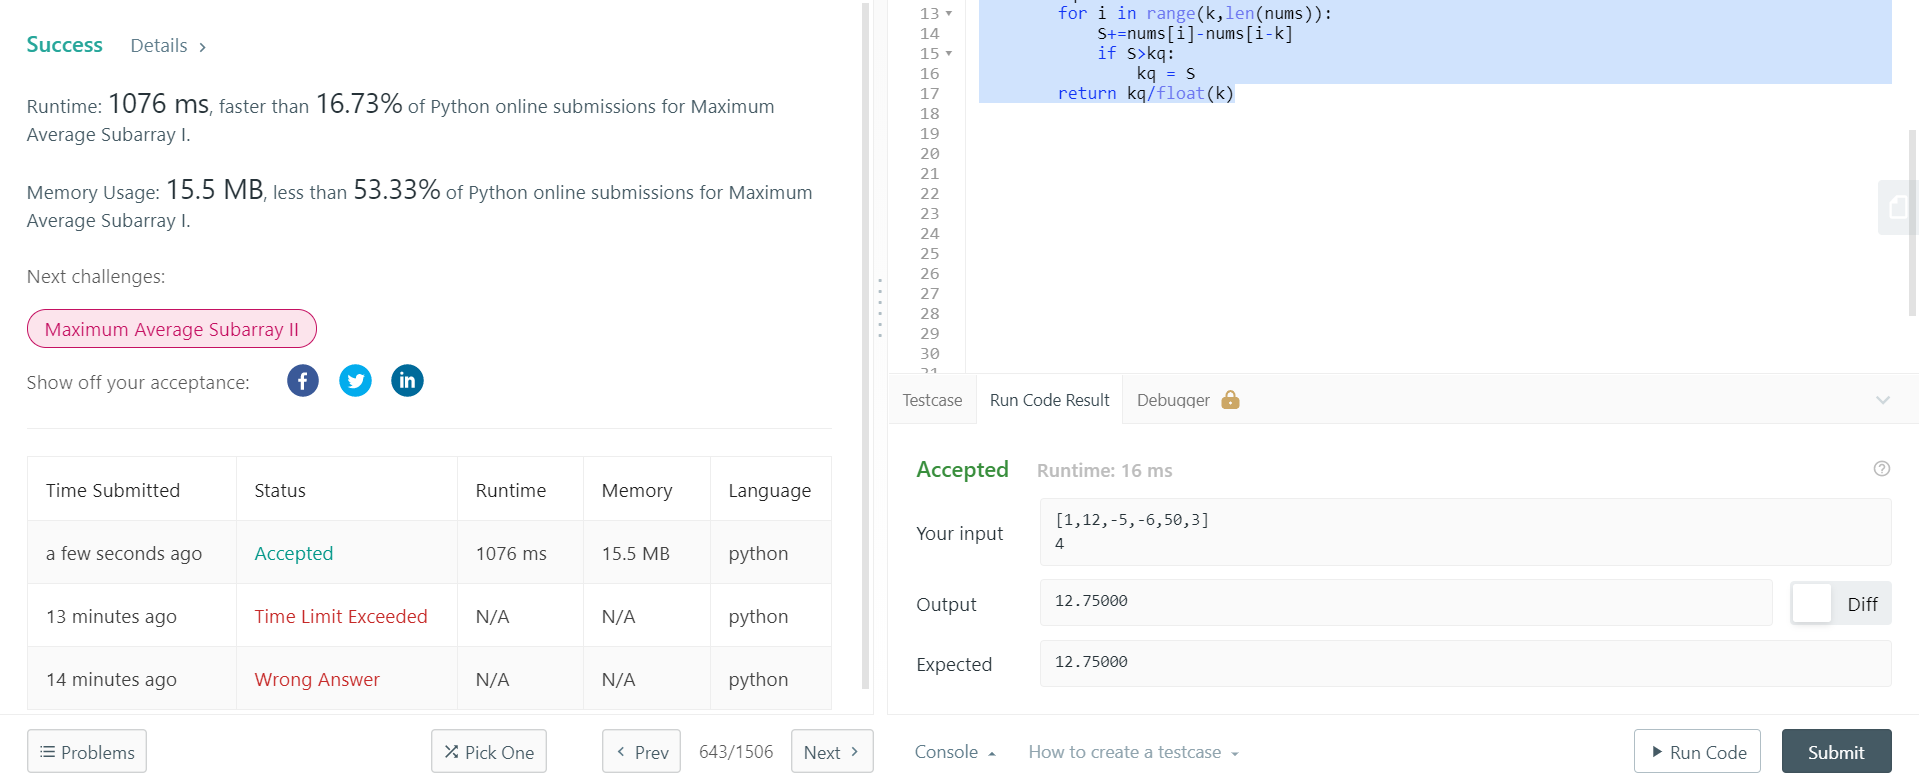 Success Details >
Runtime: 1076 ms, faster than 16.73% of Python online submissions for Maximum
Average Subarray I.
Memory Usage: 15.5 MB, less than 53.33% of Python online submissions for Maximum
Average Subarray I.
Next challenges:
Maximum Average Subarray II
Show off your acceptance:
Time Submitted Status Runtime Memory Language
a few seconds ago Accepted 1076 ms 15.5 MB python
13 minutes ago Time Limit Exceeded N/A N/A python
14 minutes ago Wrong Answer N/A N/A python
Problems Pick One < Prev 643/1506 Next >
13 for i in range(k,len(nums)):
14 S+=nums[i]-nums[i-k]
15 if S>kq:
16 kq = S
17 return kq/float(k)
18
19
20
21
22
23
24
25
26
27
28
29
30
31
Testcase Run Code Result Debugger
Accepted Runtime: 16 ms
Your input
[1,12,-5,-6,50,3]
4
Output 12.75000 Diff
Expected 12.75000
Console How to create a testcase Run Code Submit